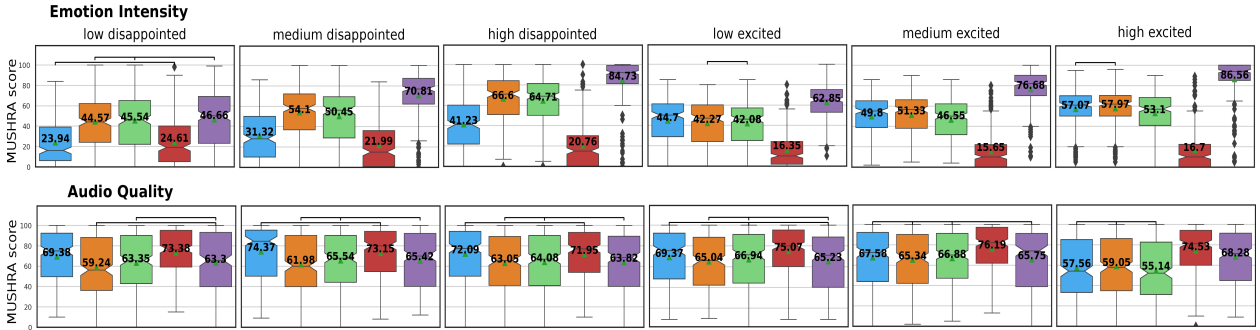 Emotion Intensity
low disappointed medium disappointed high disappointed low excited medium excited high excited
MUSHRA score
100
80
60
40
20
0
23.94 44.57 45.54 24.61 46.66
31.32 54.1 50.45 21.99 70.81
41.23 66.6 64.71 20.76 84.73
44.7 42.27 42.08 16.35 62.85
49.8 51.33 46.55 15.65 76.68
57.07 57.97 53.1 16.7 86.56
Audio Quality
MUSHRA score
100
80
60
40
20
0
69.38 59.24 63.35 73.38 63.3
74.37 61.98 65.54 73.15 65.42
72.09 63.05 64.08 71.95 63.82
69.37 65.04 66.94 75.07 65.23
67.58 65.34 66.88 76.19 65.75
57.56 59.05 55.14 74.53 68.28